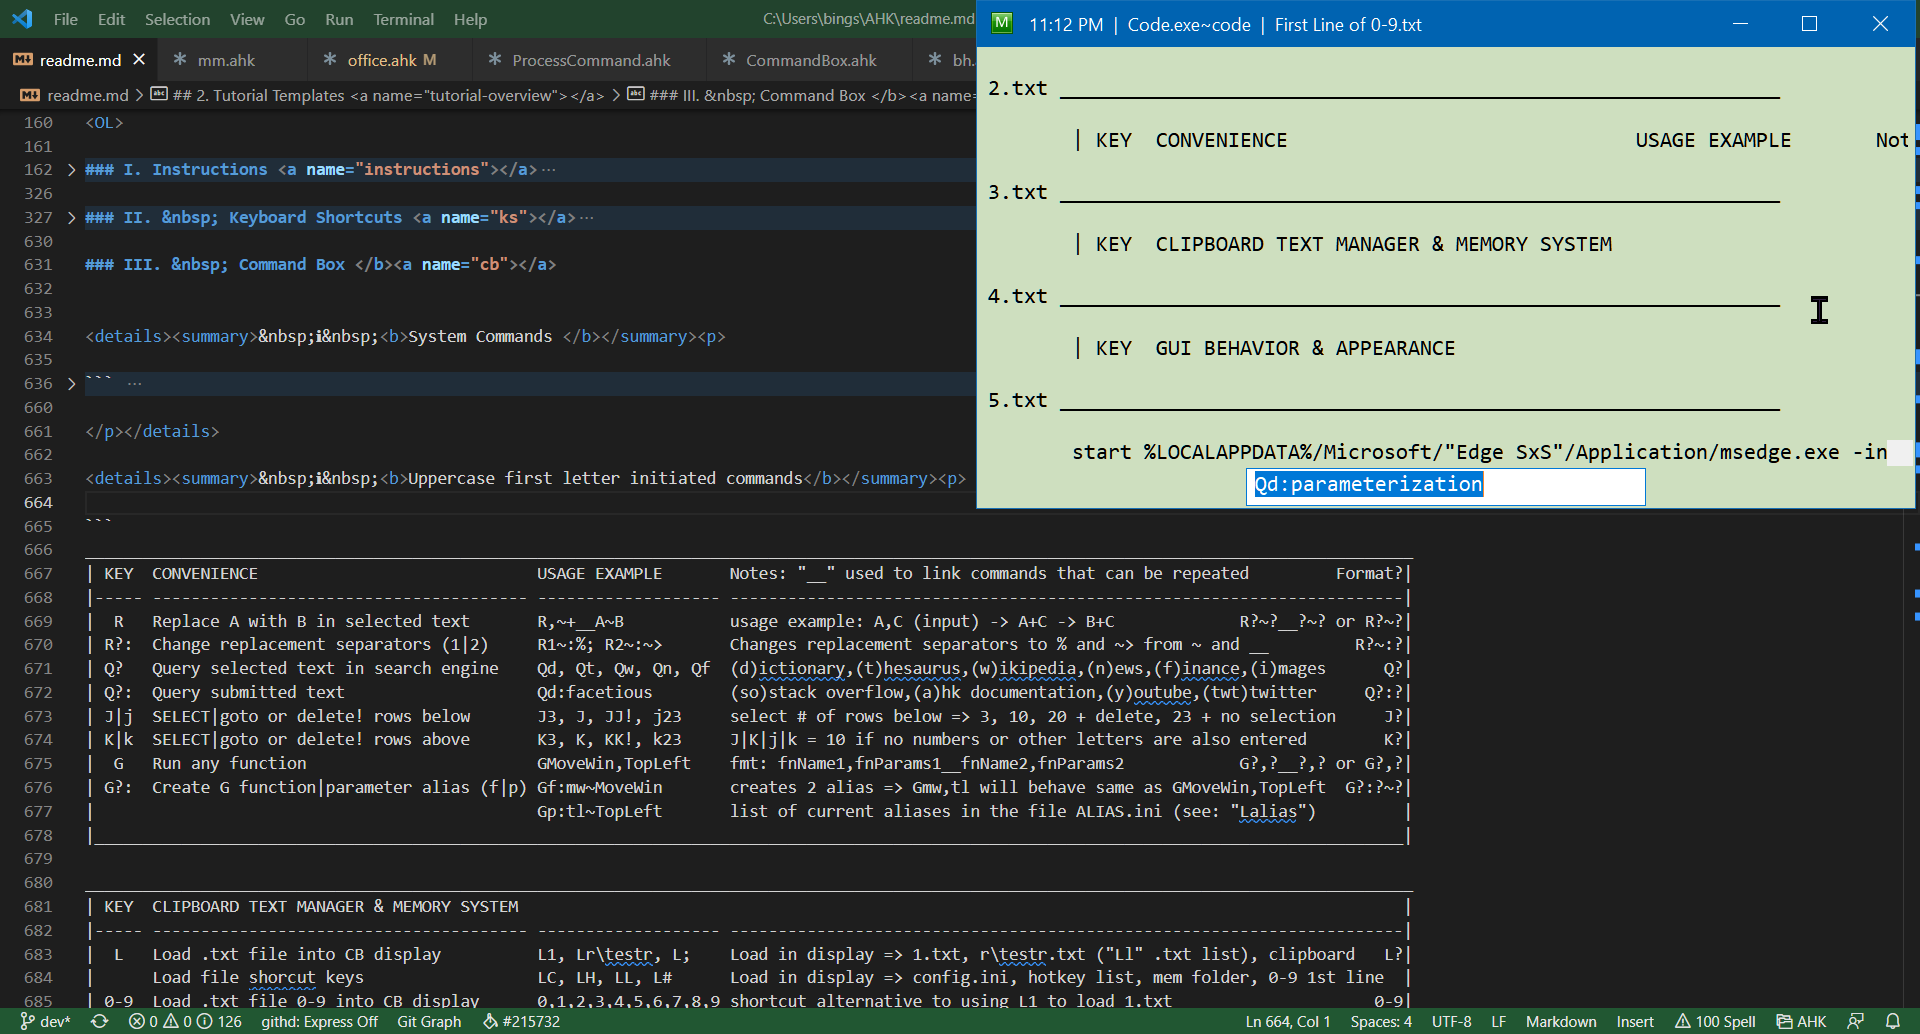 File Edit Selection View Go Run Terminal Help C:\Users\bings\AHK\readme.md
readme.md mm.ahk office.ahk M ProcessCommand.ahk CommandBox.ahk bh.
readme.md > ## 2. Tutorial Templates <a name="tutorial-overview"></a> > ### III. &nbsp; Command Box </b><a name=
160 <OL>
161
162 ### I. Instructions <a name="instructions"></a>···
326
327 ### II. &nbsp; Keyboard Shortcuts <a name="ks"></a>···
630
631 ### III. &nbsp; Command Box </b><a name="cb"></a>
632
633
634 <details><summary>&nbsp;ℹ&nbsp;<b>System Commands </b></summary><p>
635
636 ``` ···
660
661 </p></details>
662
663 <details><summary>&nbsp;ℹ&nbsp;<b>Uppercase first letter initiated commands</b></summary><p>
664
665 ```
666 ____________________
667 | KEY CONVENIENCE USAGE EXAMPLE Notes: "__" used to link commands that can be repeated Format?|
668 |----- --------------------------------------- ------------------- ----------------------------------------------------------------------|
669 | R Replace A with B in selected text R,~+__A~B usage example: A,C (input) -> A+C -> B+C R?~?__?~? or R?~?|
670 | R?: Change replacement separators (1|2) R1~:%; R2~:~> Changes replacement separators to % and ~> from ~ and __ R?~:?|
671 | Q? Query selected text in search engine Qd, Qt, Qw, Qn, Qf (d)ictionary,(t)hesaurus,(w)ikipedia,(n)ews,(f)inance,(i)mages Q?|
672 | Q?: Query submitted text Qd:facetious (so)stack overflow,(a)hk documentation,(y)outube,(twt)twitter Q?:?|
673 | J|j SELECT|goto or delete! rows below J3, J, JJ!, j23 select # of rows below => 3, 10, 20 + delete, 23 + no selection J?|
674 | K|k SELECT|goto or delete! rows above K3, K, KK!, k23 J|K|j|k = 10 if no numbers or other letters are also entered K?|
675 | G Run any function GMoveWin,TopLeft fmt: fnName1,fnParams1__fnName2,fnParams2 G?,?__?,? or G?,?|
676 | G?: Create G function|parameter alias (f|p) Gf:mw~MoveWin creates 2 alias => Gmw,tl will behave same as GMoveWin,TopLeft G?:?~?|
677 | Gp:tl~TopLeft list of current aliases in the file ALIAS.ini (see: "Lalias") |
678 |____________________|
679
680 ____________________
681 | KEY CLIPBOARD TEXT MANAGER & MEMORY SYSTEM |
682 |----- --------------------------------------- ------------------- ----------------------------------------------------------------------|
683 | L Load .txt file into CB display L1, Lr\testr, L; Load in display => 1.txt, r\testr.txt ("Ll" .txt list), clipboard L?|
684 | Load file shorcut keys LC, LH, LL, L# Load in display => config.ini, hotkey list, mem folder, 0-9 1st line |
685 | 0-9 Load .txt file 0-9 into CB display 0,1,2,3,4,5,6,7,8,9 shortcut alternative to using L1 to load 1.txt 0-9|
dev* 0 0 126 githd: Express Off Git Graph #215732 Ln 664, Col 1 Spaces: 4 UTF-8 LF Markdown Insert 100 Spell AHK
M 11:12 PM | Code.exe~code | First Line of 0-9.txt
2.txt ____________________
| KEY CONVENIENCE USAGE EXAMPLE Not
3.txt ____________________
| KEY CLIPBOARD TEXT MANAGER & MEMORY SYSTEM
4.txt ____________________
| KEY GUI BEHAVIOR & APPEARANCE
5.txt ____________________
start %LOCALAPPDATA%/Microsoft/"Edge SxS"/Application/msedge.exe -in
Qd:parameterization